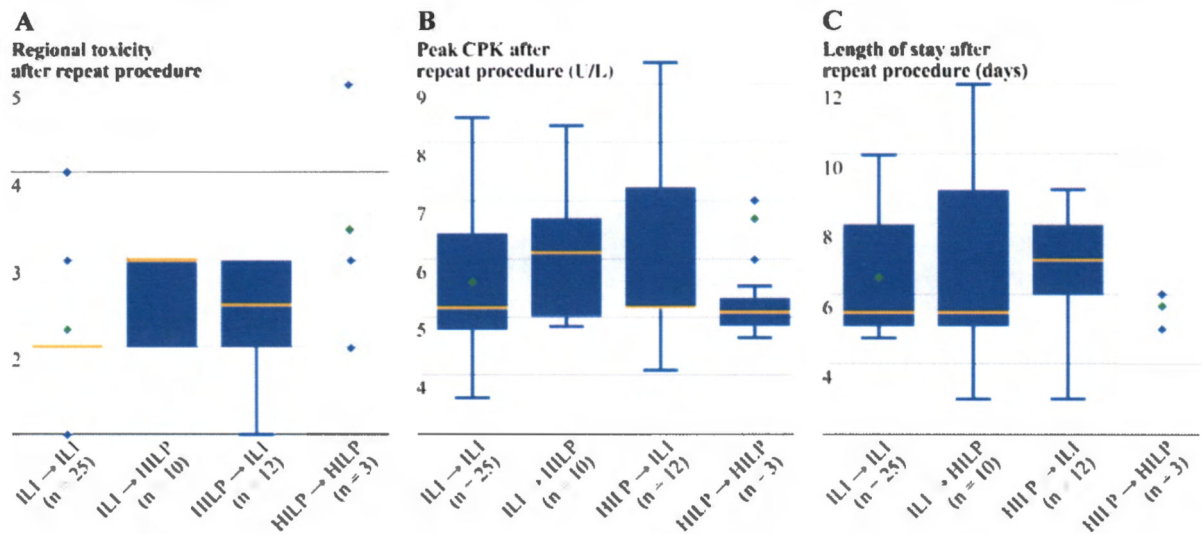 A
Regional toxicity
after repeat procedure
5
4
3
2
ILI → ILI
(n = 25)
ILI → HILP
(n = 10)
HILP → ILI
(n = 12)
HILP → HILP
(n = 3)
B
Peak CPK after
repeat procedure (U/L)
9
8
7
6
5
4
ILI → ILI
(n = 25)
ILI → HILP
(n = 10)
HILP → ILI
(n = 12)
HILP → HILP
(n = 3)
C
Length of stay after
repeat procedure (days)
12
10
8
6
4
ILI → ILI
(n = 25)
ILI → HILP
(n = 10)
HILP → ILI
(n = 12)
HILP → HILP
(n = 3)